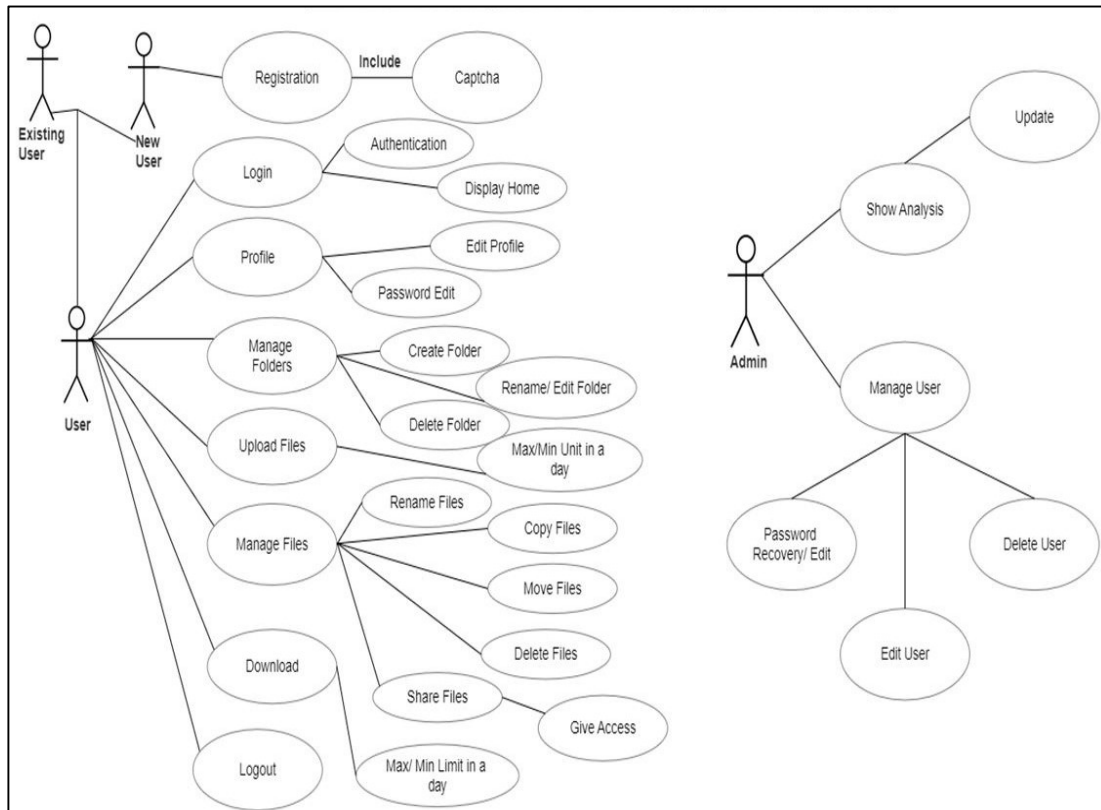 Existing
User
New
User
Registration
Include
Captcha
Login
Authentication
Display Home
Profile
Edit Profile
Password Edit
User
Manage
Folders
Create Folder
Rename/ Edit Folder
Delete Folder
Upload Files
Max/Min Unit in a
day
Manage Files
Rename Files
Copy Files
Move Files
Delete Files
Share Files
Give Access
Download
Max/ Min Limit in a
day
Logout
Admin
Show Analysis
Update
Manage User
Password
Recovery/ Edit
Edit User
Delete User